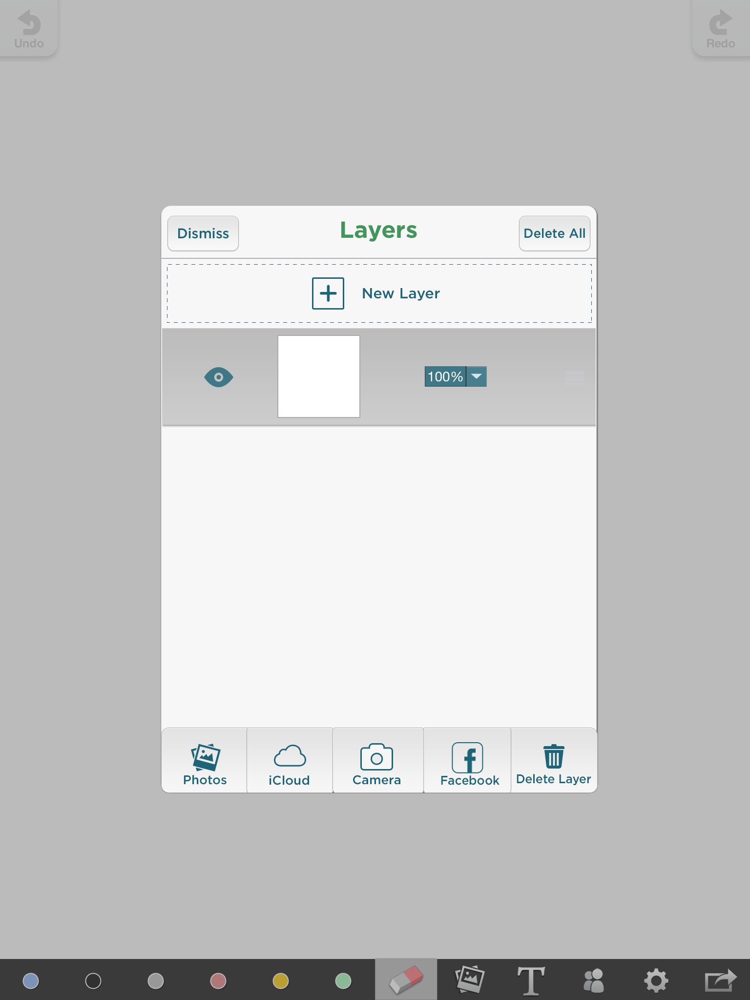 Undo
Redo
Dismiss
Layers
Delete All
New Layer
100%
Photos
iCloud
Camera
Facebook
Delete Layer